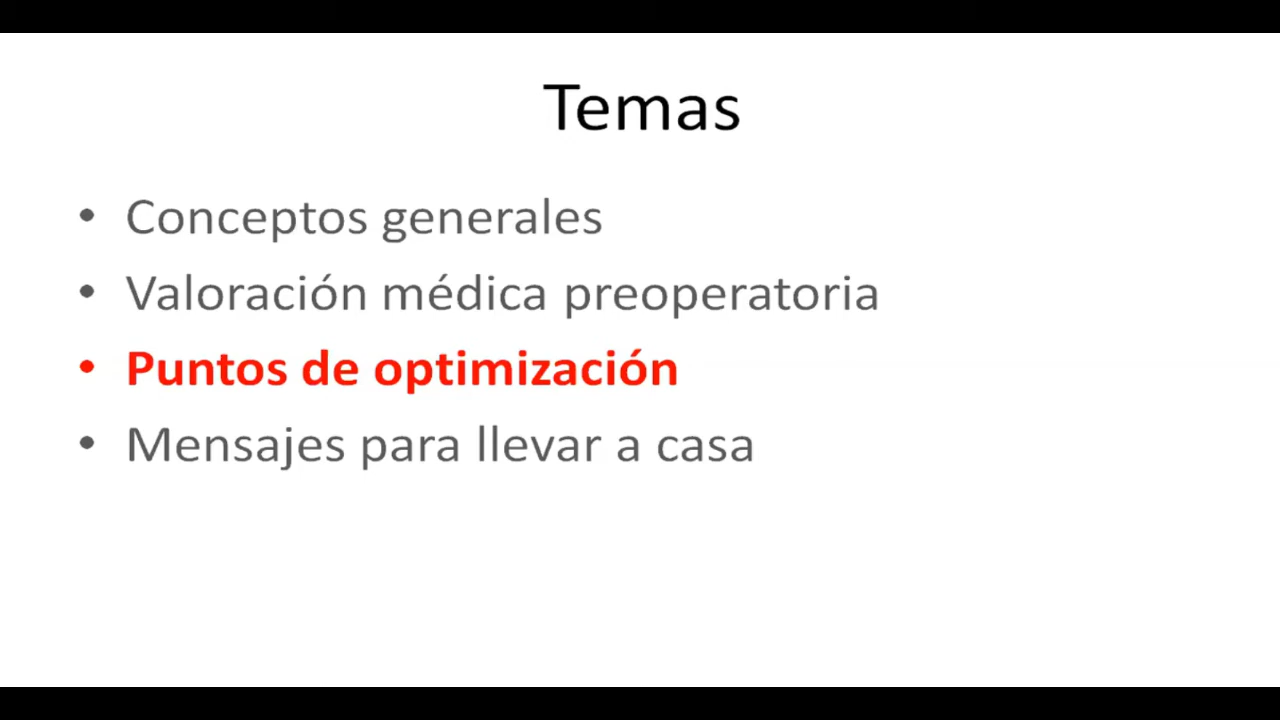 Temas
• Conceptos generales
• Valoración médica preoperatoria
• Puntos de optimización
• Mensajes para llevar a casa